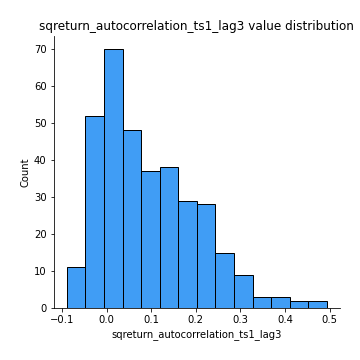 sqreturn_autocorrelation_ts1_lag3 value distribution
70
60
50
40
30
20
10
0
Count
−0.1 0.0 0.1 0.2 0.3 0.4 0.5
sqreturn_autocorrelation_ts1_lag3